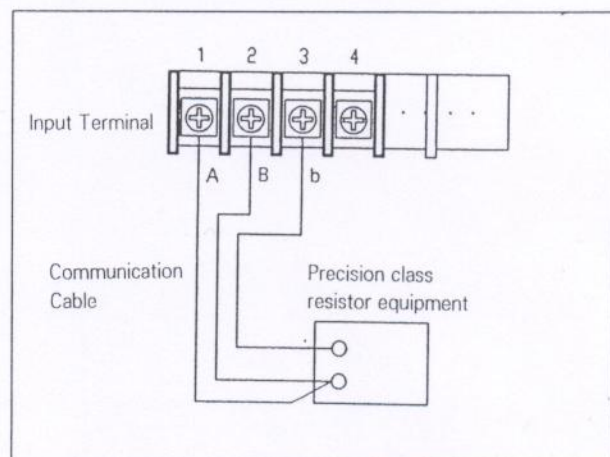 1 2 3 4
Input Terminal
A B b
Communication
Cable
Precision class
resistor equipment